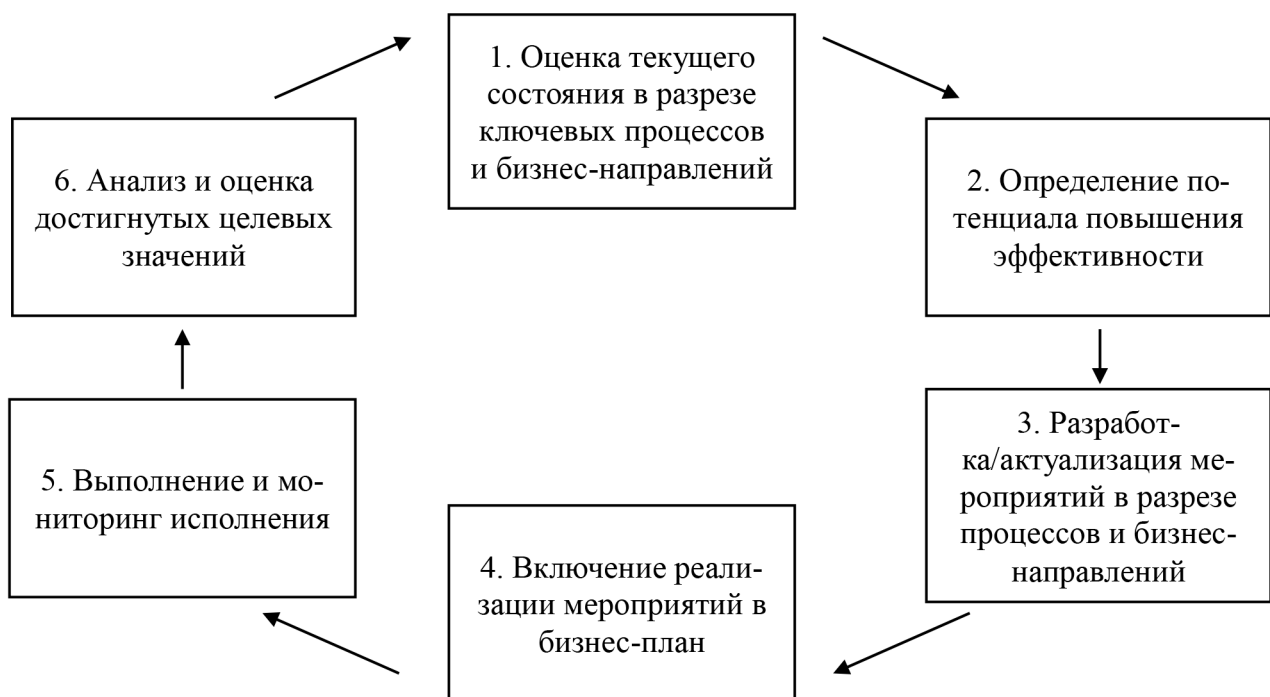 1. Оценка текущего
состояния в разрезе
ключевых процессов
и бизнес-направлений
2. Определение по-
тенциала повышения
эффективности
3. Разработ-
ка/актуализация ме-
роприятий в разрезе
процессов и бизнес-
направлений
4. Включение реали-
зации мероприятий в
бизнес-план
5. Выполнение и мо-
ниторинг исполнения
6. Анализ и оценка
достигнутых целевых
значений